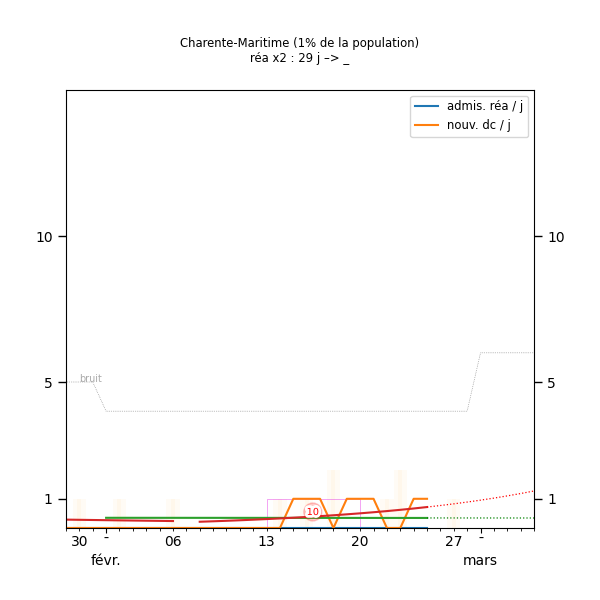 Charente-Maritime (1% de la population)
réa x2 : 29 j –> _
admis. réa / j
nouv. dc / j
10 10
bruit
5 5
1 1
10
30 - 06 13 20 27 -
févr. mars